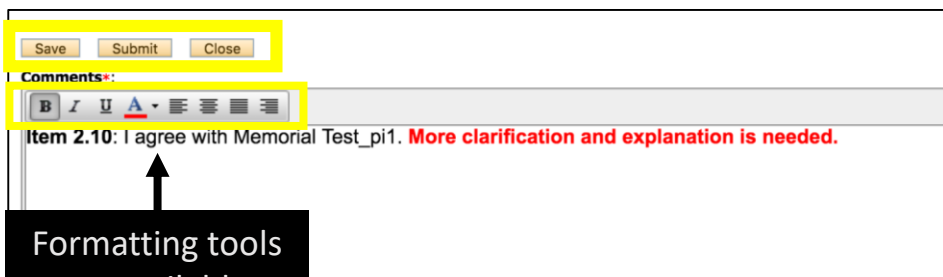 Save Submit Close
Comments*:
B I U A
Item 2.10: I agree with Memorial Test_pi1. More clarification and explanation is needed.
Formatting tools